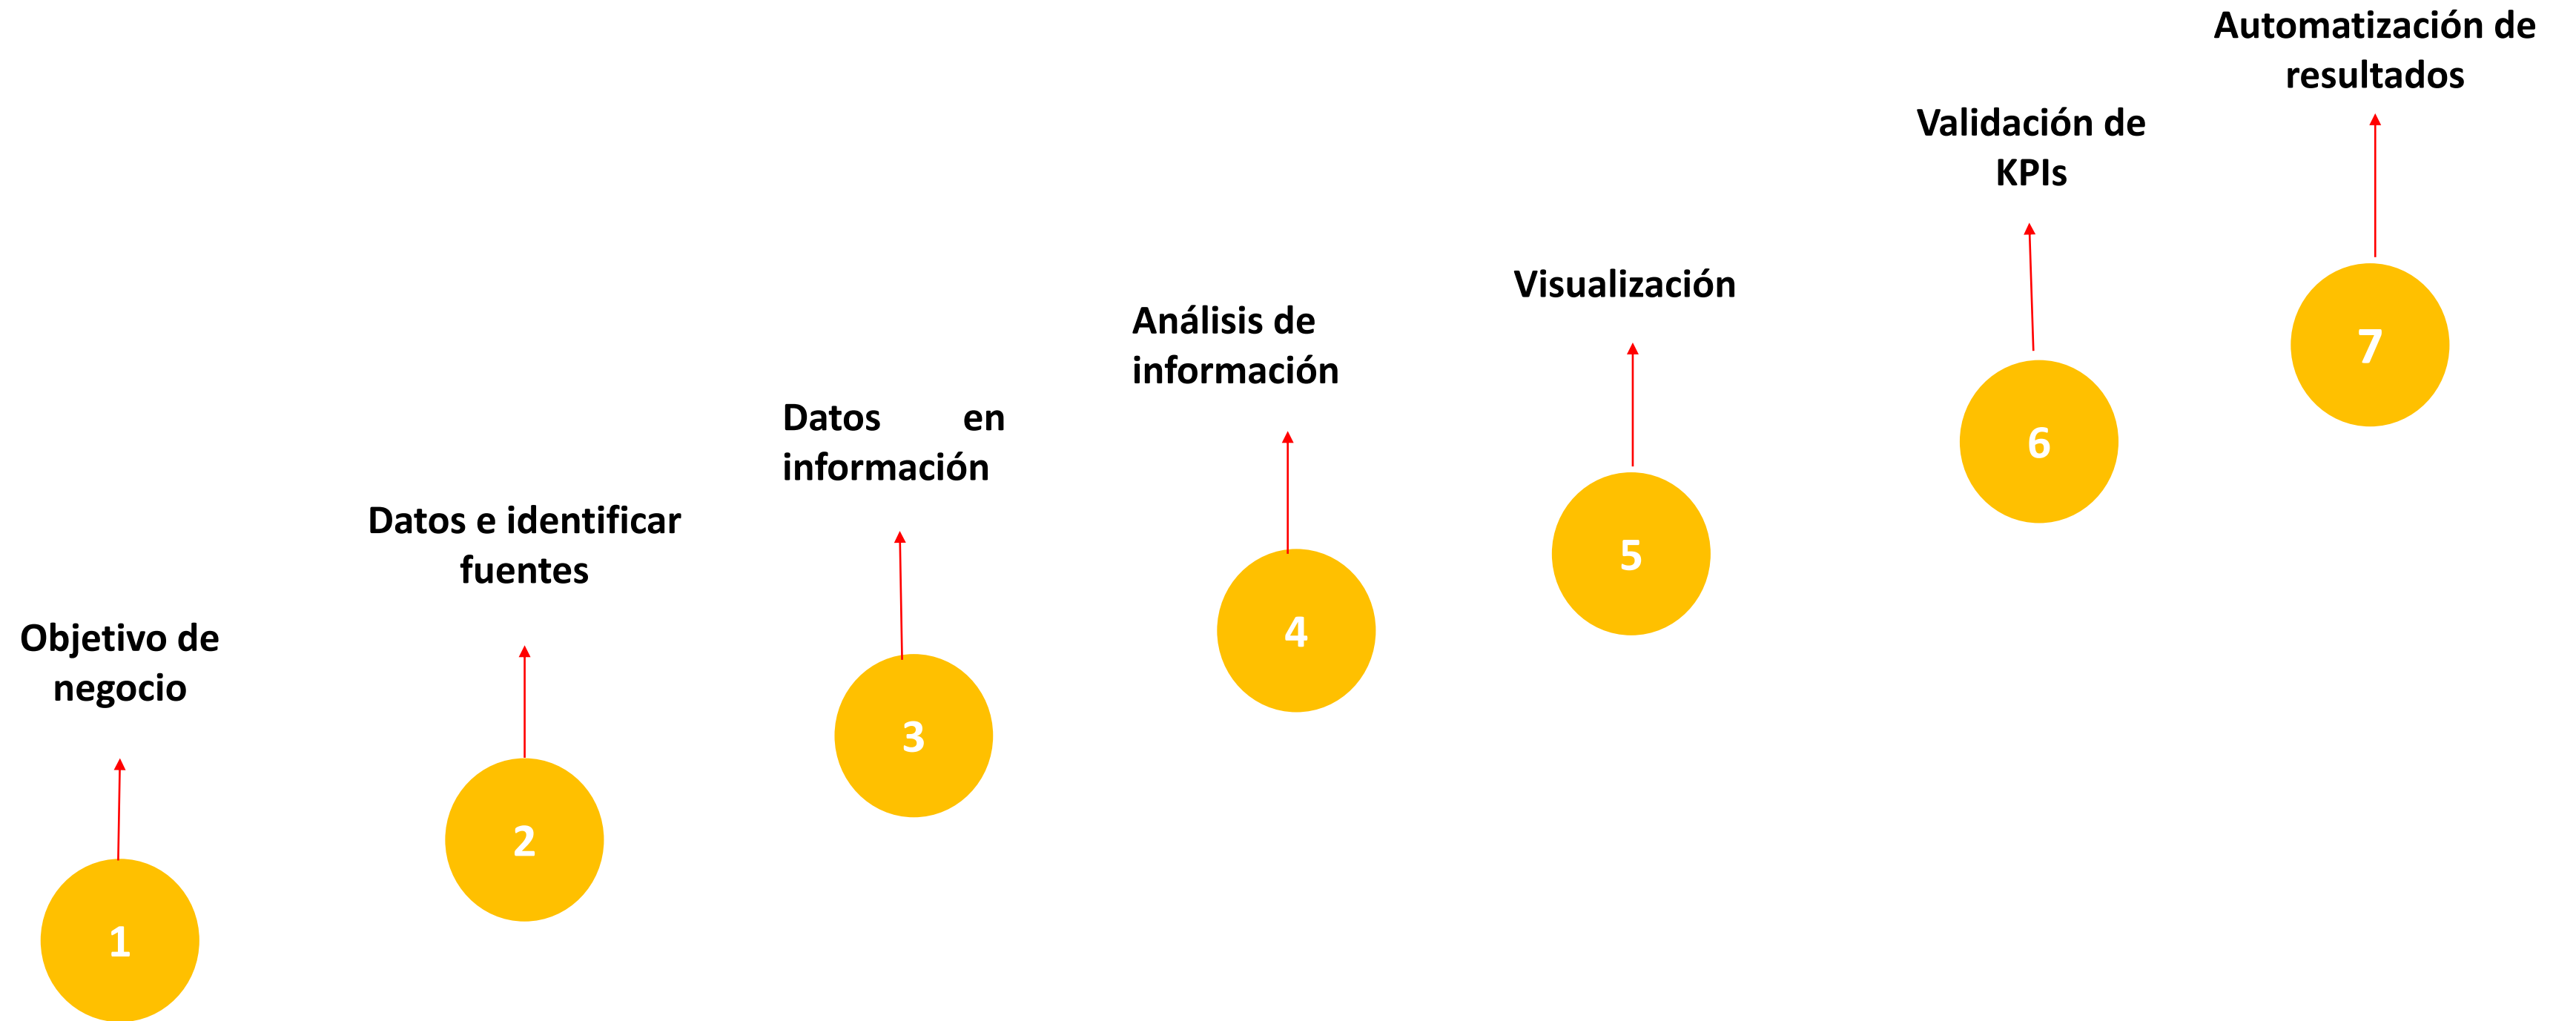 Objetivo de
negocio
1
Datos e identificar
fuentes
2
Datos en
información
3
Análisis de
información
4
Visualización
5
Validación de
KPIs
6
Automatización de
resultados
7